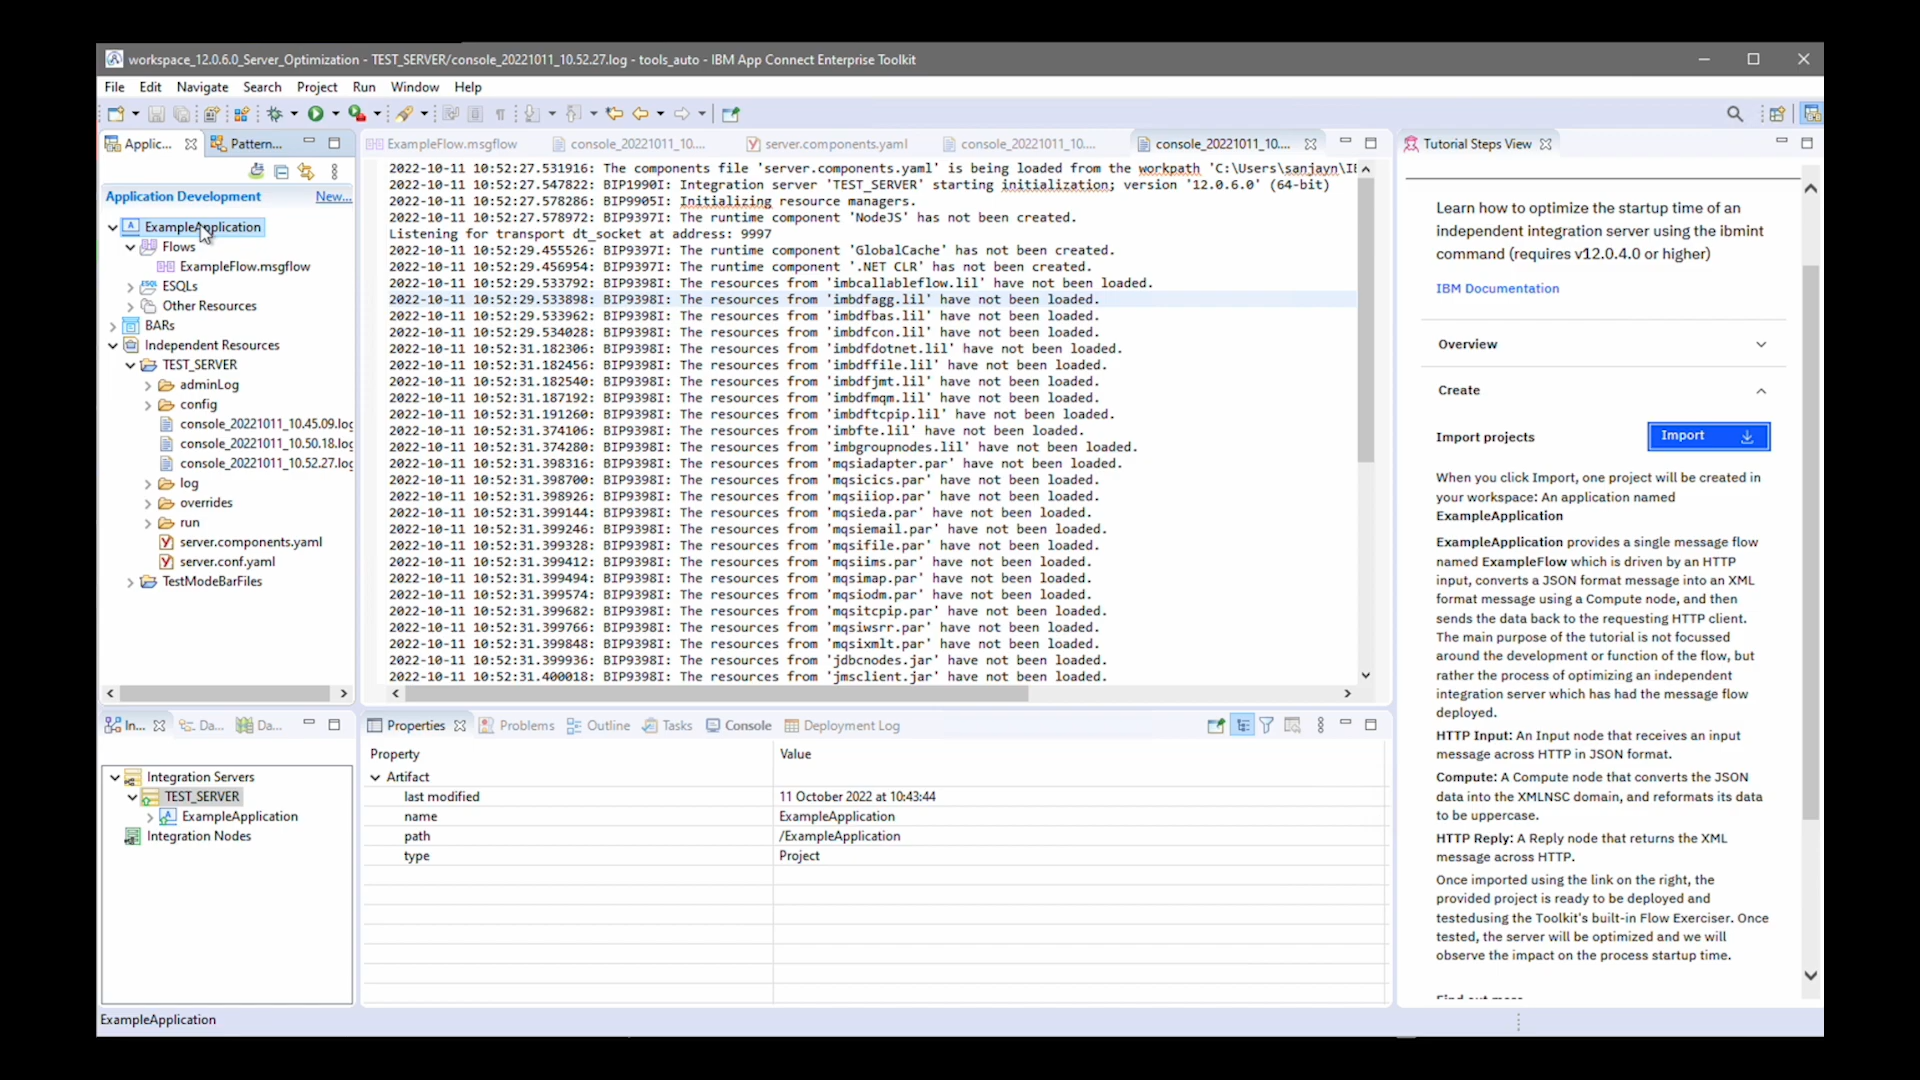 workspace_12.0.6.0_Server_Optimization - TEST_SERVER/console_20221011_10.52.27.log - tools_auto - IBM App Connect Enterprise Toolkit
File Edit Navigate Search Project Run Window Help
Applic... Pattern...
Application Development New...
ExampleApplication
Flows
ExampleFlow.msgflow
ESQLs
Other Resources
BARs
Independent Resources
TEST_SERVER
adminLog
config
console_20221011_10.45.09.log
console_20221011_10.50.18.log
console_20221011_10.52.27.log
log
overrides
run
server.components.yaml
server.conf.yaml
TestModeBarFiles
ExampleFlow.msgflow console_20221011_10.... server.components.yaml console_20221011_10.... console_20221011_10....
2022-10-11 10:52:27.531916: The components file 'server.components.yaml' is being loaded from the workpath 'C:\Users\sanjayn\IE
2022-10-11 10:52:27.547822: BIP1990I: Integration server 'TEST_SERVER' starting initialization; version '12.0.6.0' (64-bit)
2022-10-11 10:52:27.578286: BIP9905I: Initializing resource managers.
2022-10-11 10:52:27.578972: BIP9397I: The runtime component 'NodeJS' has not been created.
Listening for transport dt_socket at address: 9997
2022-10-11 10:52:29.455526: BIP9397I: The runtime component 'GlobalCache' has not been created.
2022-10-11 10:52:29.456954: BIP9397I: The runtime component '.NET CLR' has not been created.
2022-10-11 10:52:29.533792: BIP9398I: The resources from 'imbcallableflow.lil' have not been loaded.
2022-10-11 10:52:29.533898: BIP9398I: The resources from 'imbdfagg.lil' have not been loaded.
2022-10-11 10:52:29.533962: BIP9398I: The resources from 'imbdfbas.lil' have not been loaded.
2022-10-11 10:52:29.534028: BIP9398I: The resources from 'imbdfcon.lil' have not been loaded.
2022-10-11 10:52:31.182306: BIP9398I: The resources from 'imbdfdotnet.lil' have not been loaded.
2022-10-11 10:52:31.182456: BIP9398I: The resources from 'imbdffile.lil' have not been loaded.
2022-10-11 10:52:31.182540: BIP9398I: The resources from 'imbdfjmt.lil' have not been loaded.
2022-10-11 10:52:31.187192: BIP9398I: The resources from 'imbdfmqm.lil' have not been loaded.
2022-10-11 10:52:31.191260: BIP9398I: The resources from 'imbdftcpip.lil' have not been loaded.
2022-10-11 10:52:31.374106: BIP9398I: The resources from 'imbfte.lil' have not been loaded.
2022-10-11 10:52:31.374280: BIP9398I: The resources from 'imbgroupnodes.lil' have not been loaded.
2022-10-11 10:52:31.398316: BIP9398I: The resources from 'mqsiadapter.par' have not been loaded.
2022-10-11 10:52:31.398700: BIP9398I: The resources from 'mqsicics.par' have not been loaded.
2022-10-11 10:52:31.398926: BIP9398I: The resources from 'mqsiiiop.par' have not been loaded.
2022-10-11 10:52:31.399144: BIP9398I: The resources from 'mqsieda.par' have not been loaded.
2022-10-11 10:52:31.399246: BIP9398I: The resources from 'mqsiemail.par' have not been loaded.
2022-10-11 10:52:31.399328: BIP9398I: The resources from 'mqsifile.par' have not been loaded.
2022-10-11 10:52:31.399412: BIP9398I: The resources from 'mqsiims.par' have not been loaded.
2022-10-11 10:52:31.399494: BIP9398I: The resources from 'mqsimap.par' have not been loaded.
2022-10-11 10:52:31.399574: BIP9398I: The resources from 'mqsiodm.par' have not been loaded.
2022-10-11 10:52:31.399682: BIP9398I: The resources from 'mqsitcpip.par' have not been loaded.
2022-10-11 10:52:31.399766: BIP9398I: The resources from 'mqsiwsrr.par' have not been loaded.
2022-10-11 10:52:31.399848: BIP9398I: The resources from 'mqsixmlt.par' have not been loaded.
2022-10-11 10:52:31.399936: BIP9398I: The resources from 'jdbcnodes.jar' have not been loaded.
2022-10-11 10:52:31.400018: BIP9398I: The resources from 'jmsclient.jar' have not been loaded.
Tutorial Steps View
Learn how to optimize the startup time of an
independent integration server using the ibmint
command (requires v12.0.4.0 or higher)
IBM Documentation
Overview
Create
Import projects Import
When you click Import, one project will be created in
your workspace: An application named
ExampleApplication
ExampleApplication provides a single message flow
named ExampleFlow which is driven by an HTTP
input, converts a JSON format message into an XML
format message using a Compute node, and then
sends the data back to the requesting HTTP client.
The main purpose of the tutorial is not focussed
around the development or function of the flow, but
rather the process of optimizing an independent
integration server which has had the message flow
deployed.
HTTP Input: An Input node that receives an input
message across HTTP in JSON format.
Compute: A Compute node that converts the JSON
data into the XMLNSC domain, and reformats its data
to be uppercase.
HTTP Reply: A Reply node that returns the XML
message across HTTP.
Once imported using the link on the right, the
provided project is ready to be deployed and
testedusing the Toolkit's built-in Flow Exerciser. Once
tested, the server will be optimized and we will
observe the impact on the process startup time.
Find out more
In... Da... Da...
Integration Servers
TEST_SERVER
ExampleApplication
Integration Nodes
Properties Problems Outline Tasks Console Deployment Log
Property Value
Artifact
last modified 11 October 2022 at 10:43:44
name ExampleApplication
path /ExampleApplication
type Project
ExampleApplication